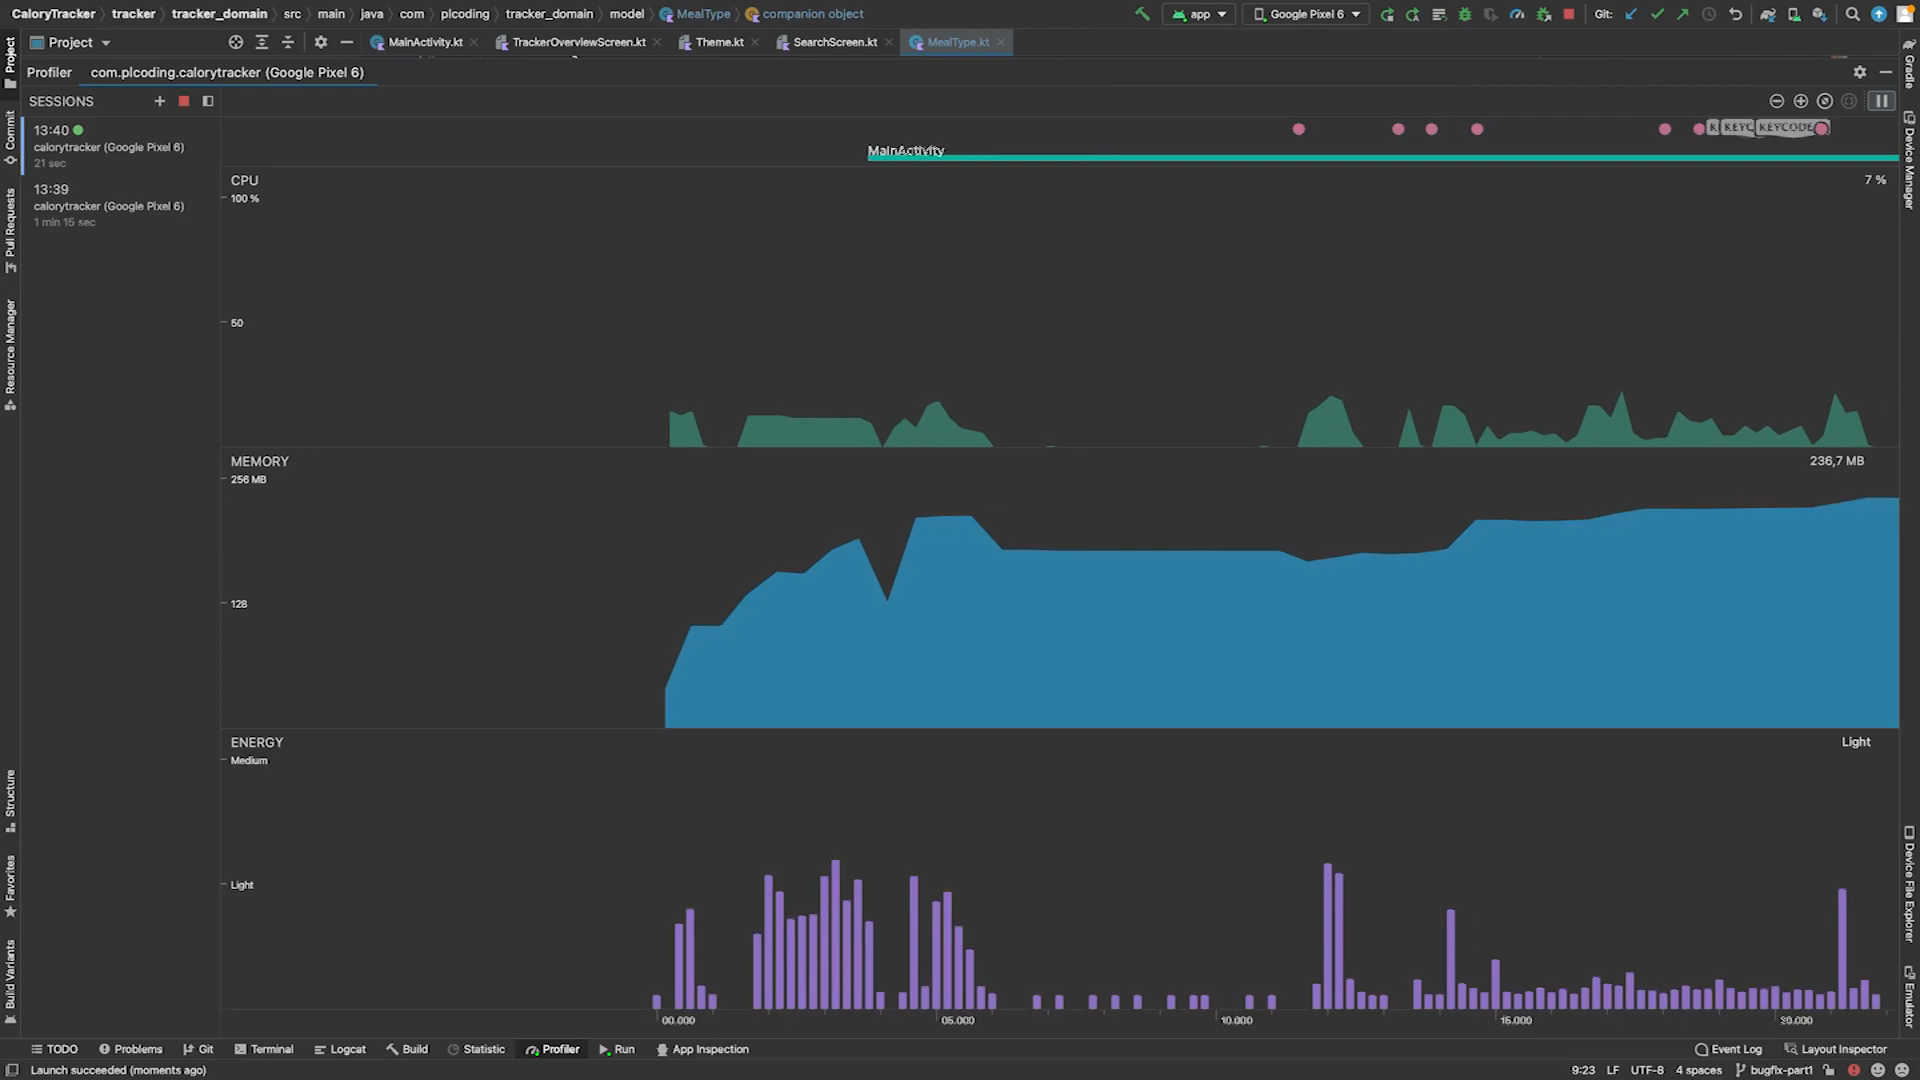 CaloryTracker tracker tracker_domain src main java com plcoding tracker_domain model MealType companion object app Google Pixel 6 Git:
Project MainActivity.kt TrackerOverviewScreen.kt Theme.kt SearchScreen.kt MealType.kt
Profiler com.plcoding.calorytracker (Google Pixel 6)
SESSIONS
13:40
calorytracker (Google Pixel 6)
21 sec
13:39
calorytracker (Google Pixel 6)
1 min 15 sec
KEYCODE
MainActivity
CPU 7 %
100 %
50
MEMORY 236,7 MB
256 MB
128
ENERGY Light
Medium
Light
00.000 05.000 10.000 15.000 20.000
Project
Commit
Pull Requests
Resource Manager
Structure
Favorites
Build Variants
Gradle
Device Manager
Device File Explorer
Emulator
TODO Problems Git Terminal Logcat Build Statistic Profiler Run App Inspection Event Log Layout Inspector
Launch succeeded (moments ago) 9:23 LF UTF-8 4 spaces bugfix-part1